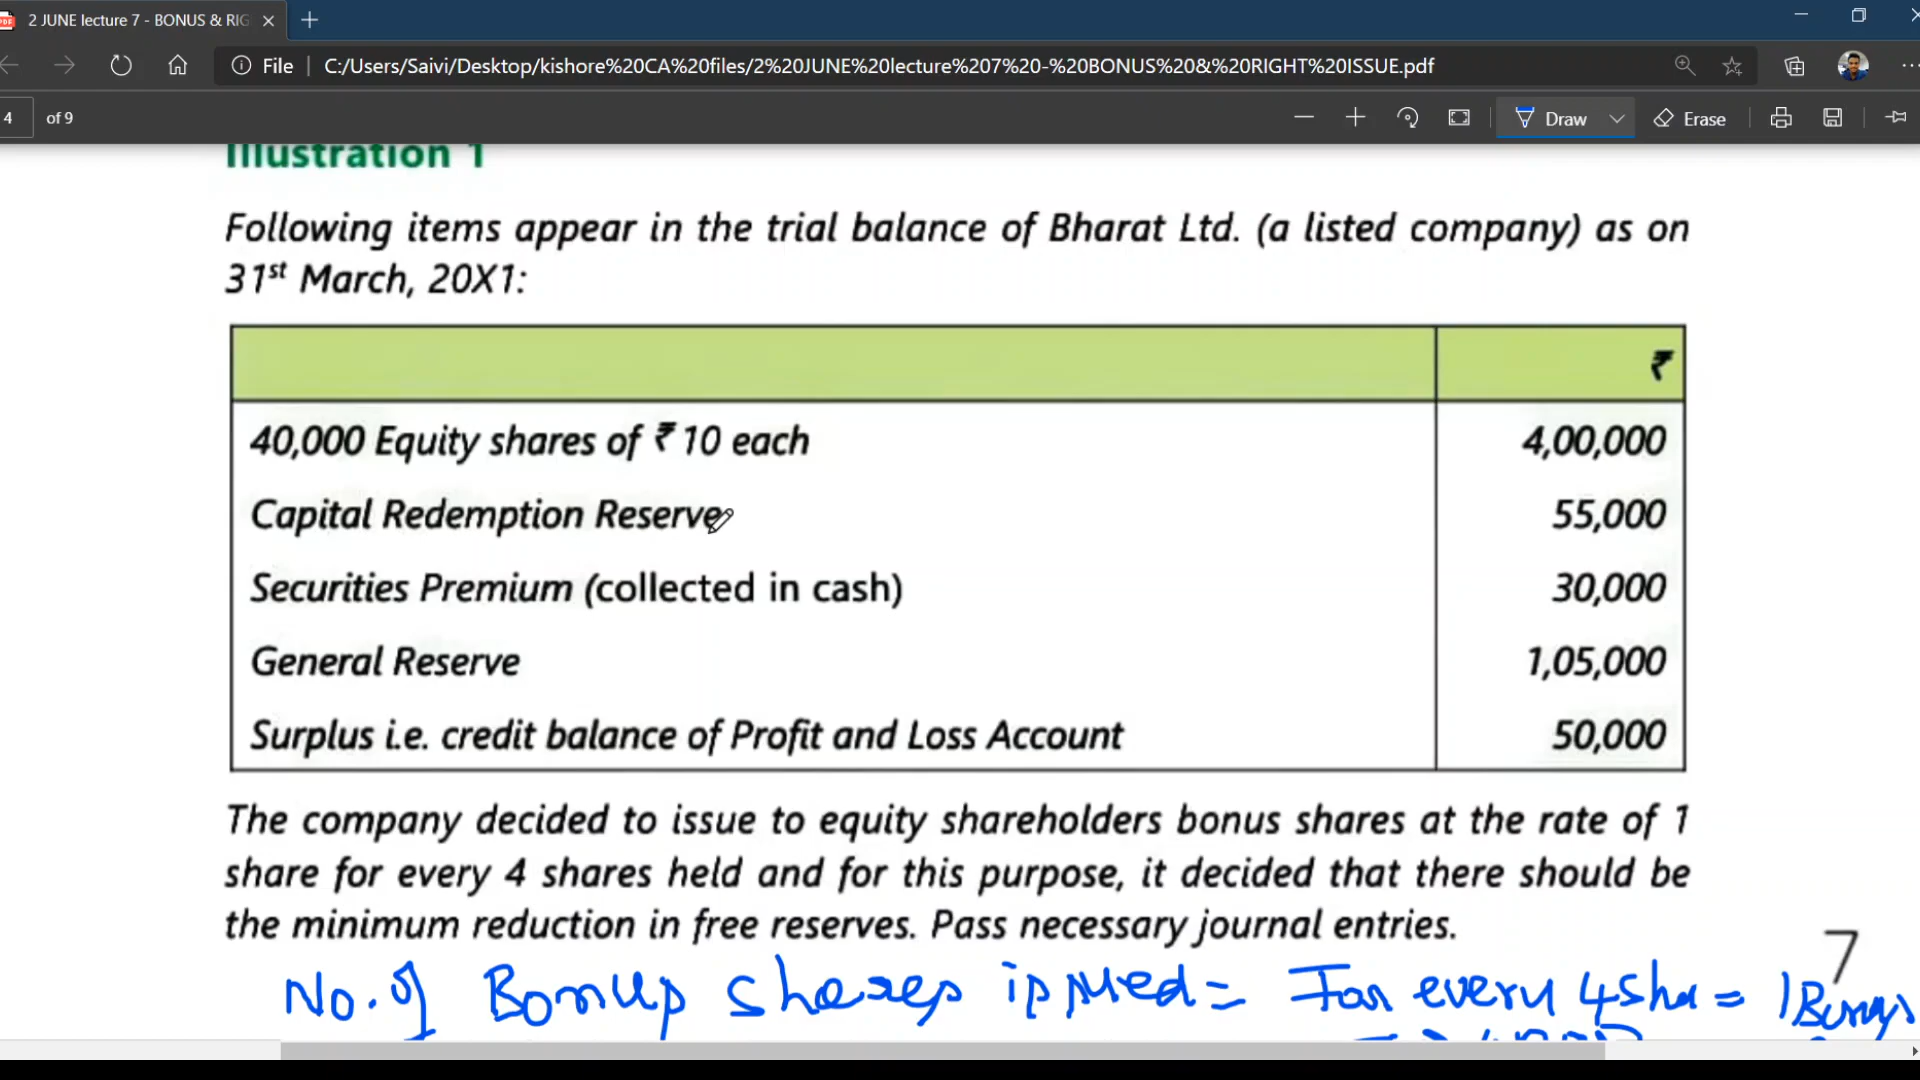 2 JUNE lecture 7 - BONUS & RIG
File C:/Users/Saivi/Desktop/kishore%20CA%20files/2%20JUNE%20lecture%207%20-%20BONUS%20&%20RIGHT%20ISSUE.pdf
4 of 9 Draw Erase
Illustration 1
Following items appear in the trial balance of Bharat Ltd. (a listed company) as on
31st March, 20X1:
₹
40,000 Equity shares of ₹ 10 each 4,00,000
Capital Redemption Reserve 55,000
Securities Premium (collected in cash) 30,000
General Reserve 1,05,000
Surplus i.e. credit balance of Profit and Loss Account 50,000
The company decided to issue to equity shareholders bonus shares at the rate of 1
share for every 4 shares held and for this purpose, it decided that there should be
the minimum reduction in free reserves. Pass necessary journal entries.
7
No. of Bonus shares issued = For every 4 sha = 1 Bonus